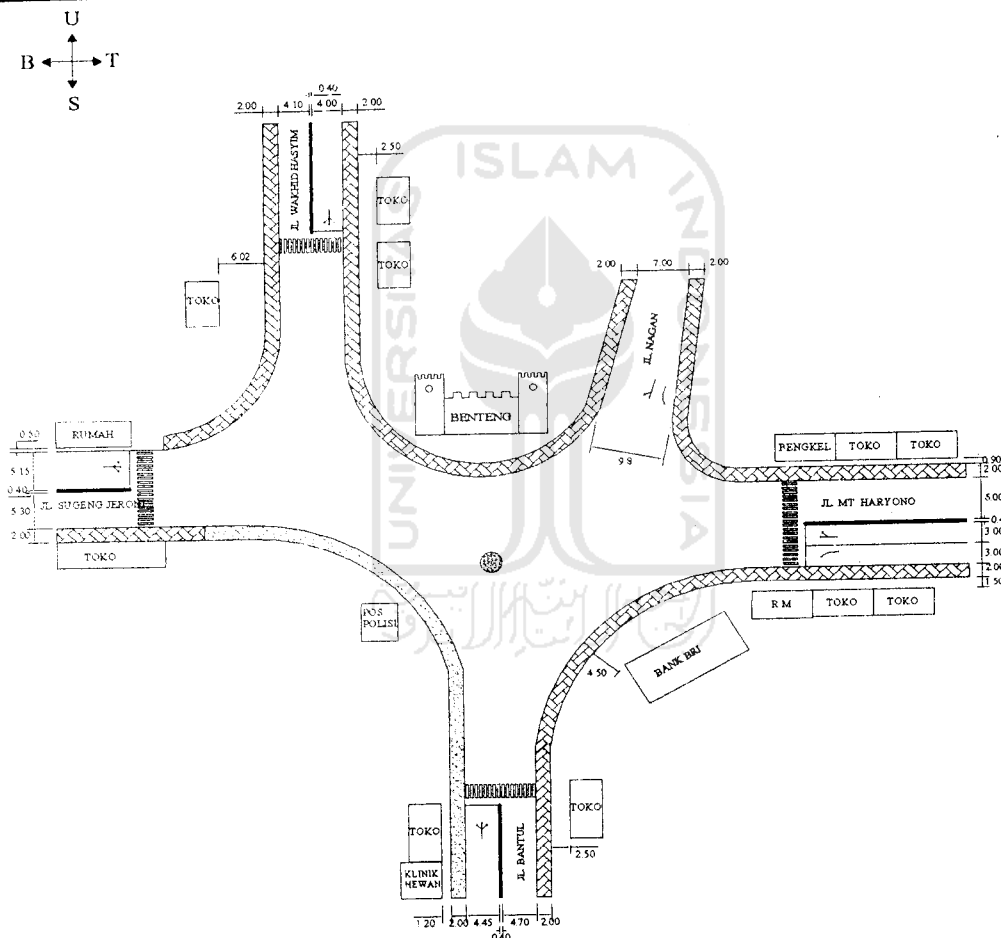 U
B T
S
0.40
2.00 4.10 4.00 2.00
JL WAKHID HASYIM
2.50
TOKO
TOKO
6.02
TOKO
ISLAM
UNIVERSITAS
INDONESIA
2.00 7.00 2.00
JL. NAGAN
9.8
BENTENG
RUMAH
5.15
0.40
5.30
2.00
JL SUGENG JERONI
TOKO
TOKO
TOKO
0.90
2.00
5.00
JL MT HARYONO
3.00
3.00
2.00
1.50
R M
TOKO
TOKO
POS
POLISI
4.50
BANK BRI
TOKO
2.50
TOKO
KLINIK
HEWAN
JL BANTUL
1.20 2.00 4.45 4.70 2.00
0.40